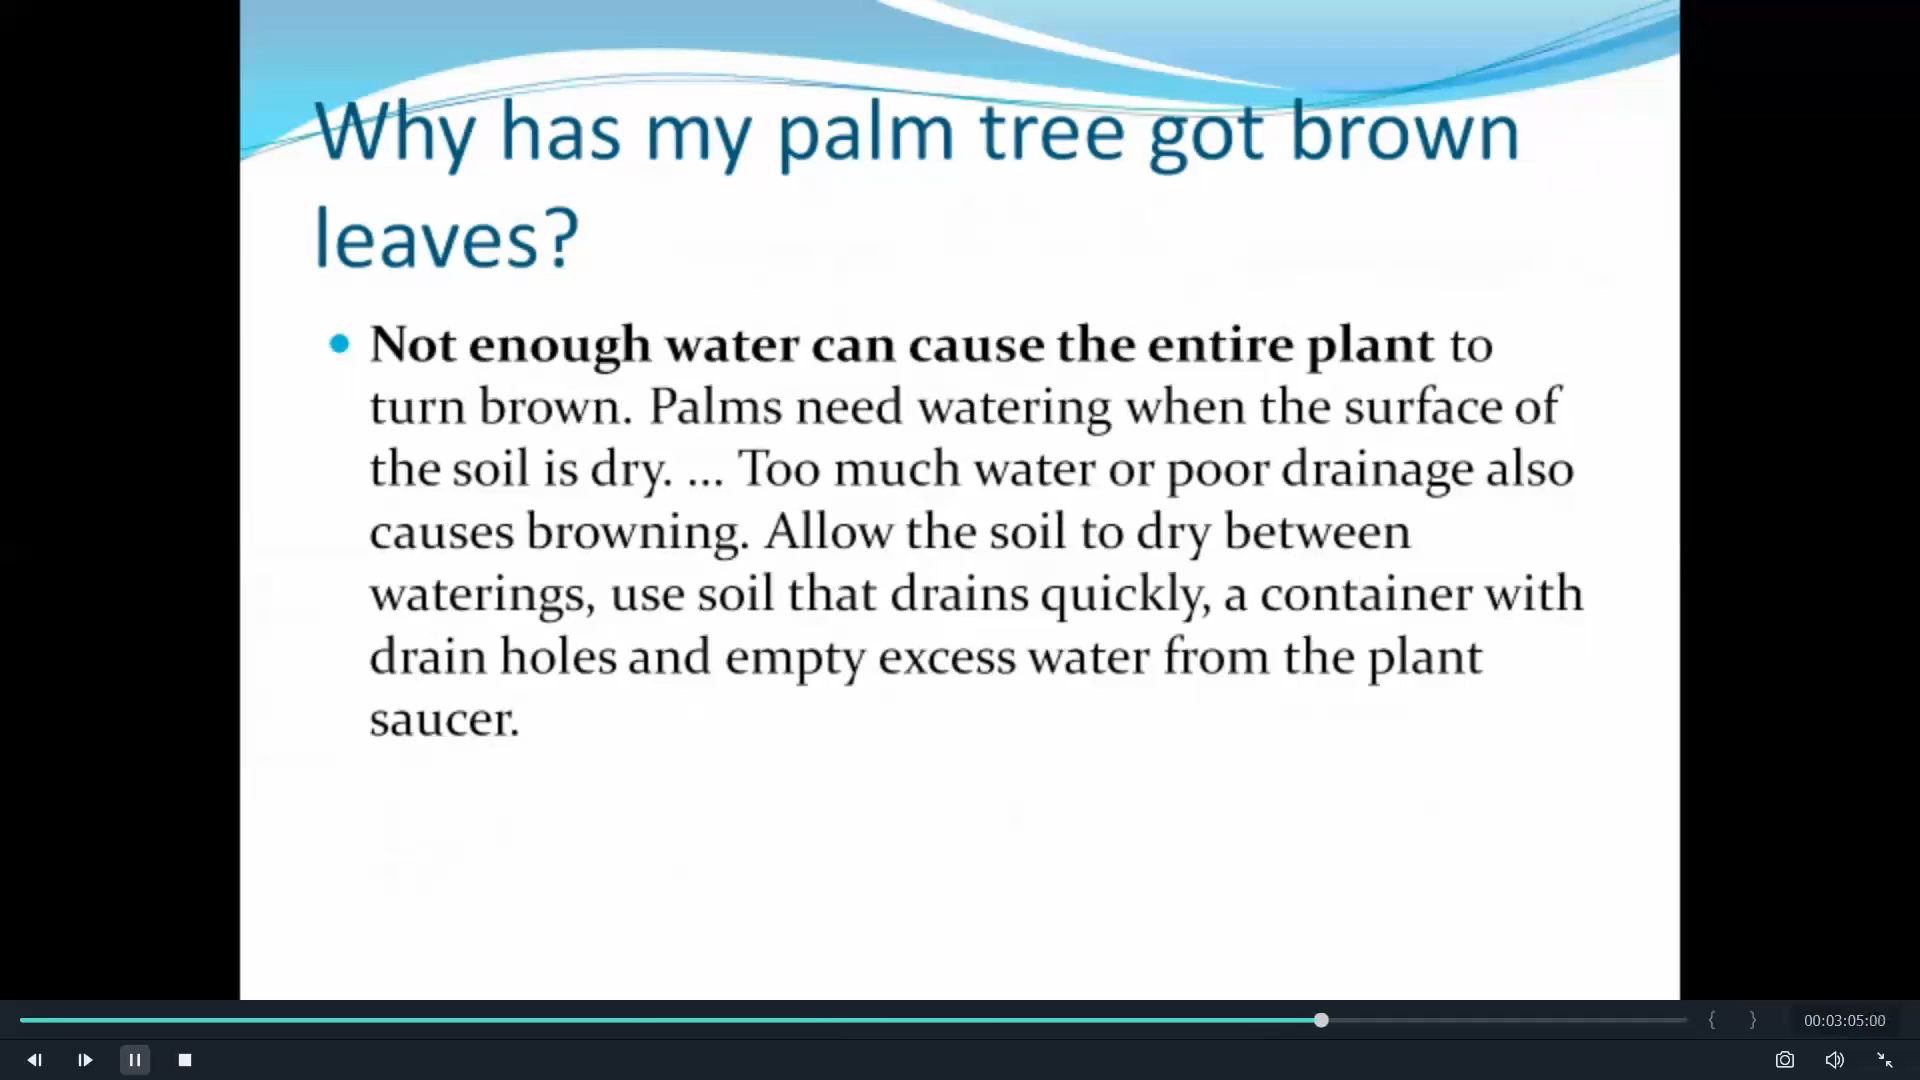 Why has my palm tree got brown
leaves?
Not enough water can cause the entire plant to
turn brown. Palms need watering when the surface of
the soil is dry. ... Too much water or poor drainage also
causes browning. Allow the soil to dry between
waterings, use soil that drains quickly, a container with
drain holes and empty excess water from the plant
saucer.
{ } 00:03:05:00